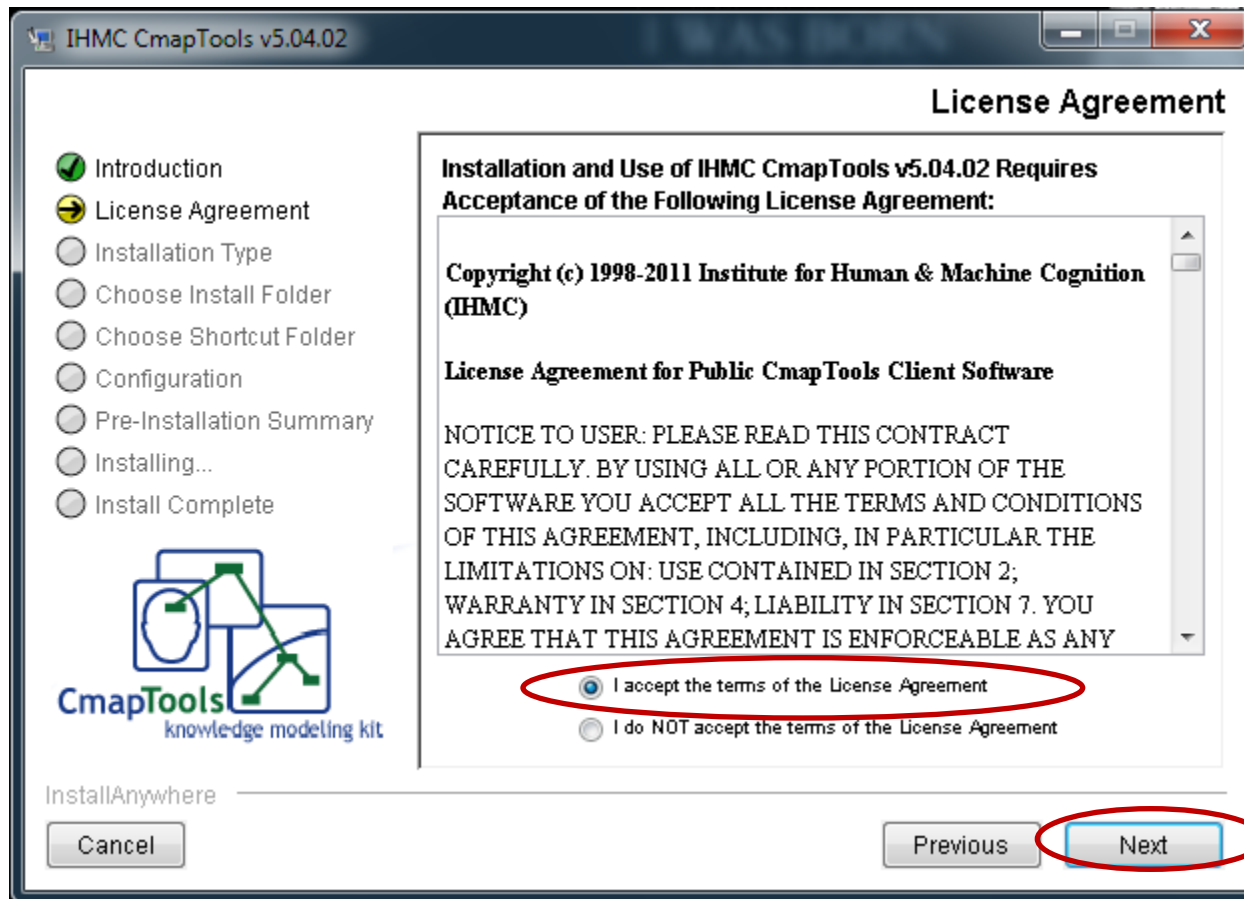 IHMC CmapTools v5.04.02
I WAS BORN
License Agreement
Introduction
License Agreement
Installation Type
Choose Install Folder
Choose Shortcut Folder
Configuration
Pre-Installation Summary
Installing...
Install Complete
CmapTools
knowledge modeling kit
Installation and Use of IHMC CmapTools v5.04.02 Requires
Acceptance of the Following License Agreement:
Copyright (c) 1998-2011 Institute for Human & Machine Cognition
(IHMC)
License Agreement for Public CmapTools Client Software
NOTICE TO USER: PLEASE READ THIS CONTRACT
CAREFULLY. BY USING ALL OR ANY PORTION OF THE
SOFTWARE YOU ACCEPT ALL THE TERMS AND CONDITIONS
OF THIS AGREEMENT, INCLUDING, IN PARTICULAR THE
LIMITATIONS ON: USE CONTAINED IN SECTION 2;
WARRANTY IN SECTION 4; LIABILITY IN SECTION 7. YOU
AGREE THAT THIS AGREEMENT IS ENFORCEABLE AS ANY
I accept the terms of the License Agreement
I do NOT accept the terms of the License Agreement
InstallAnywhere
Cancel
Previous
Next